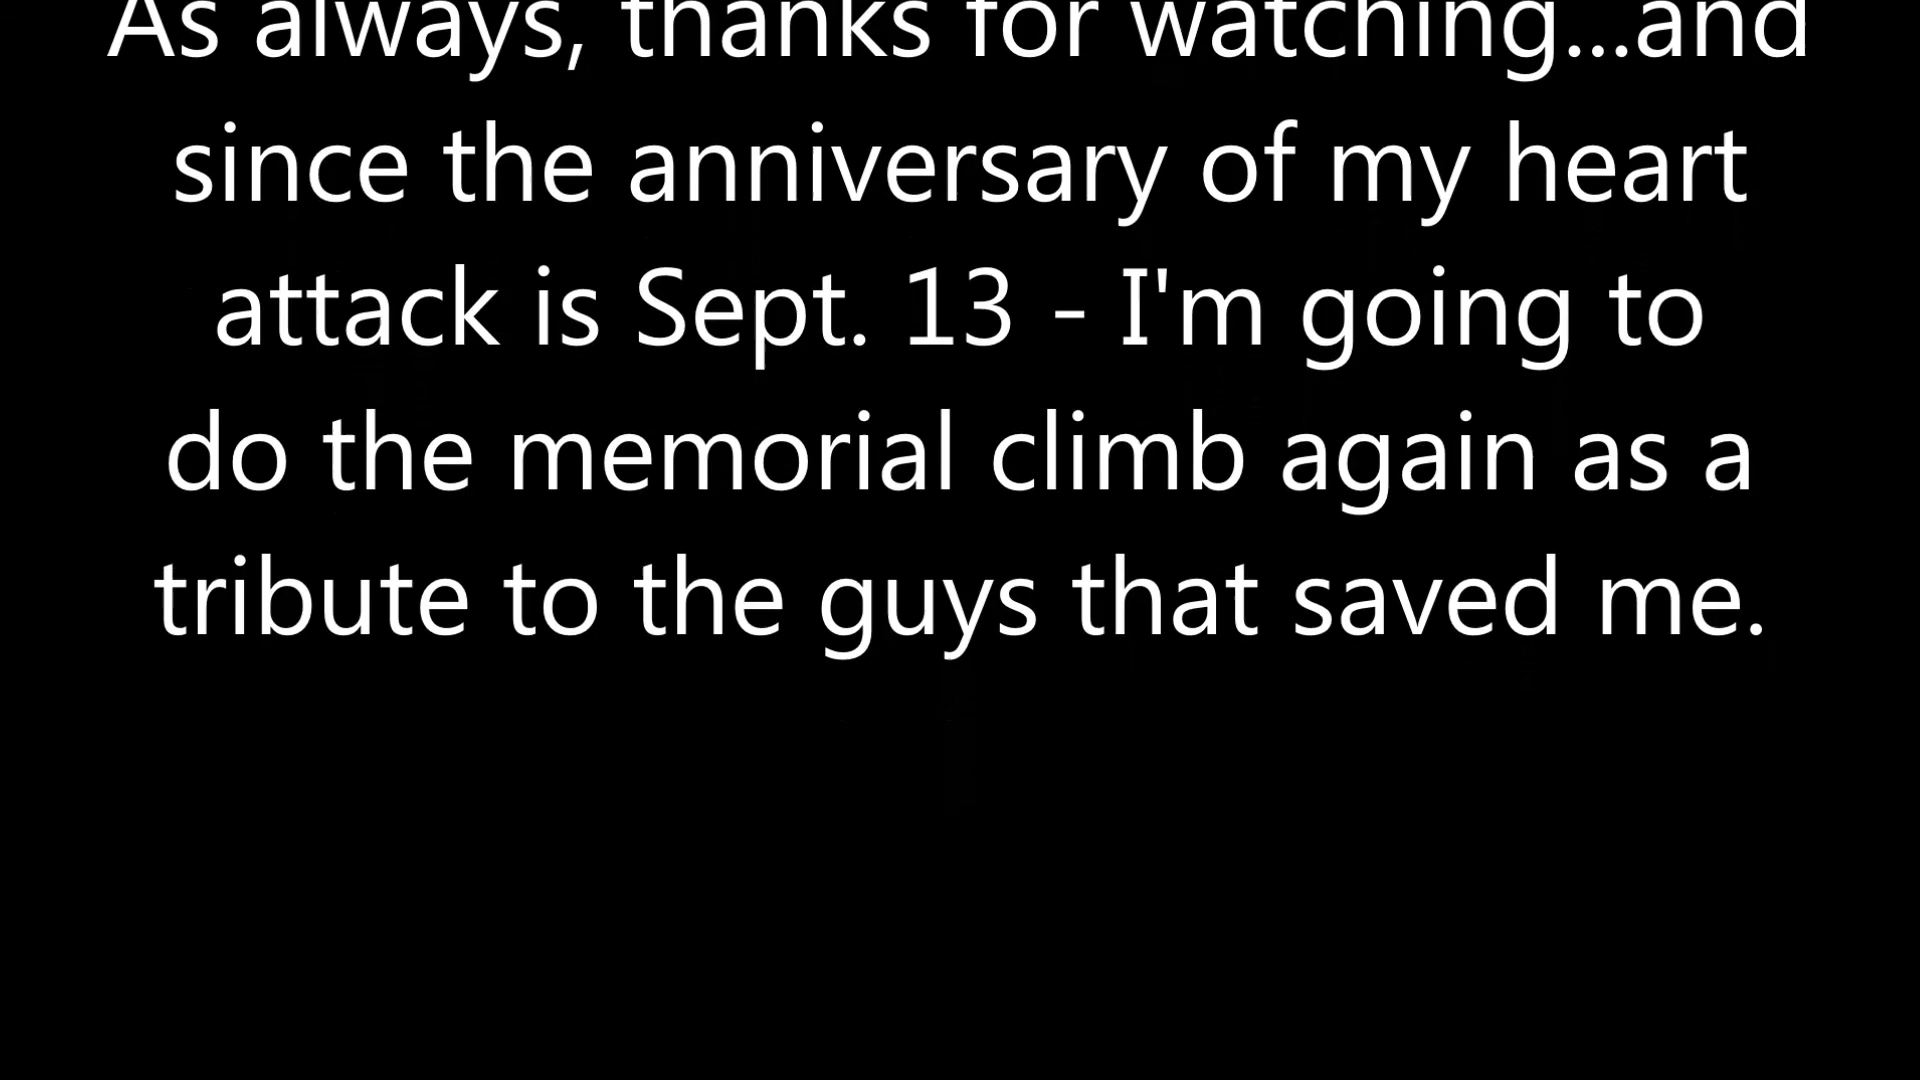 As always, thanks for watching...and
since the anniversary of my heart
attack is Sept. 13 - I'm going to
do the memorial climb again as a
tribute to the guys that saved me.